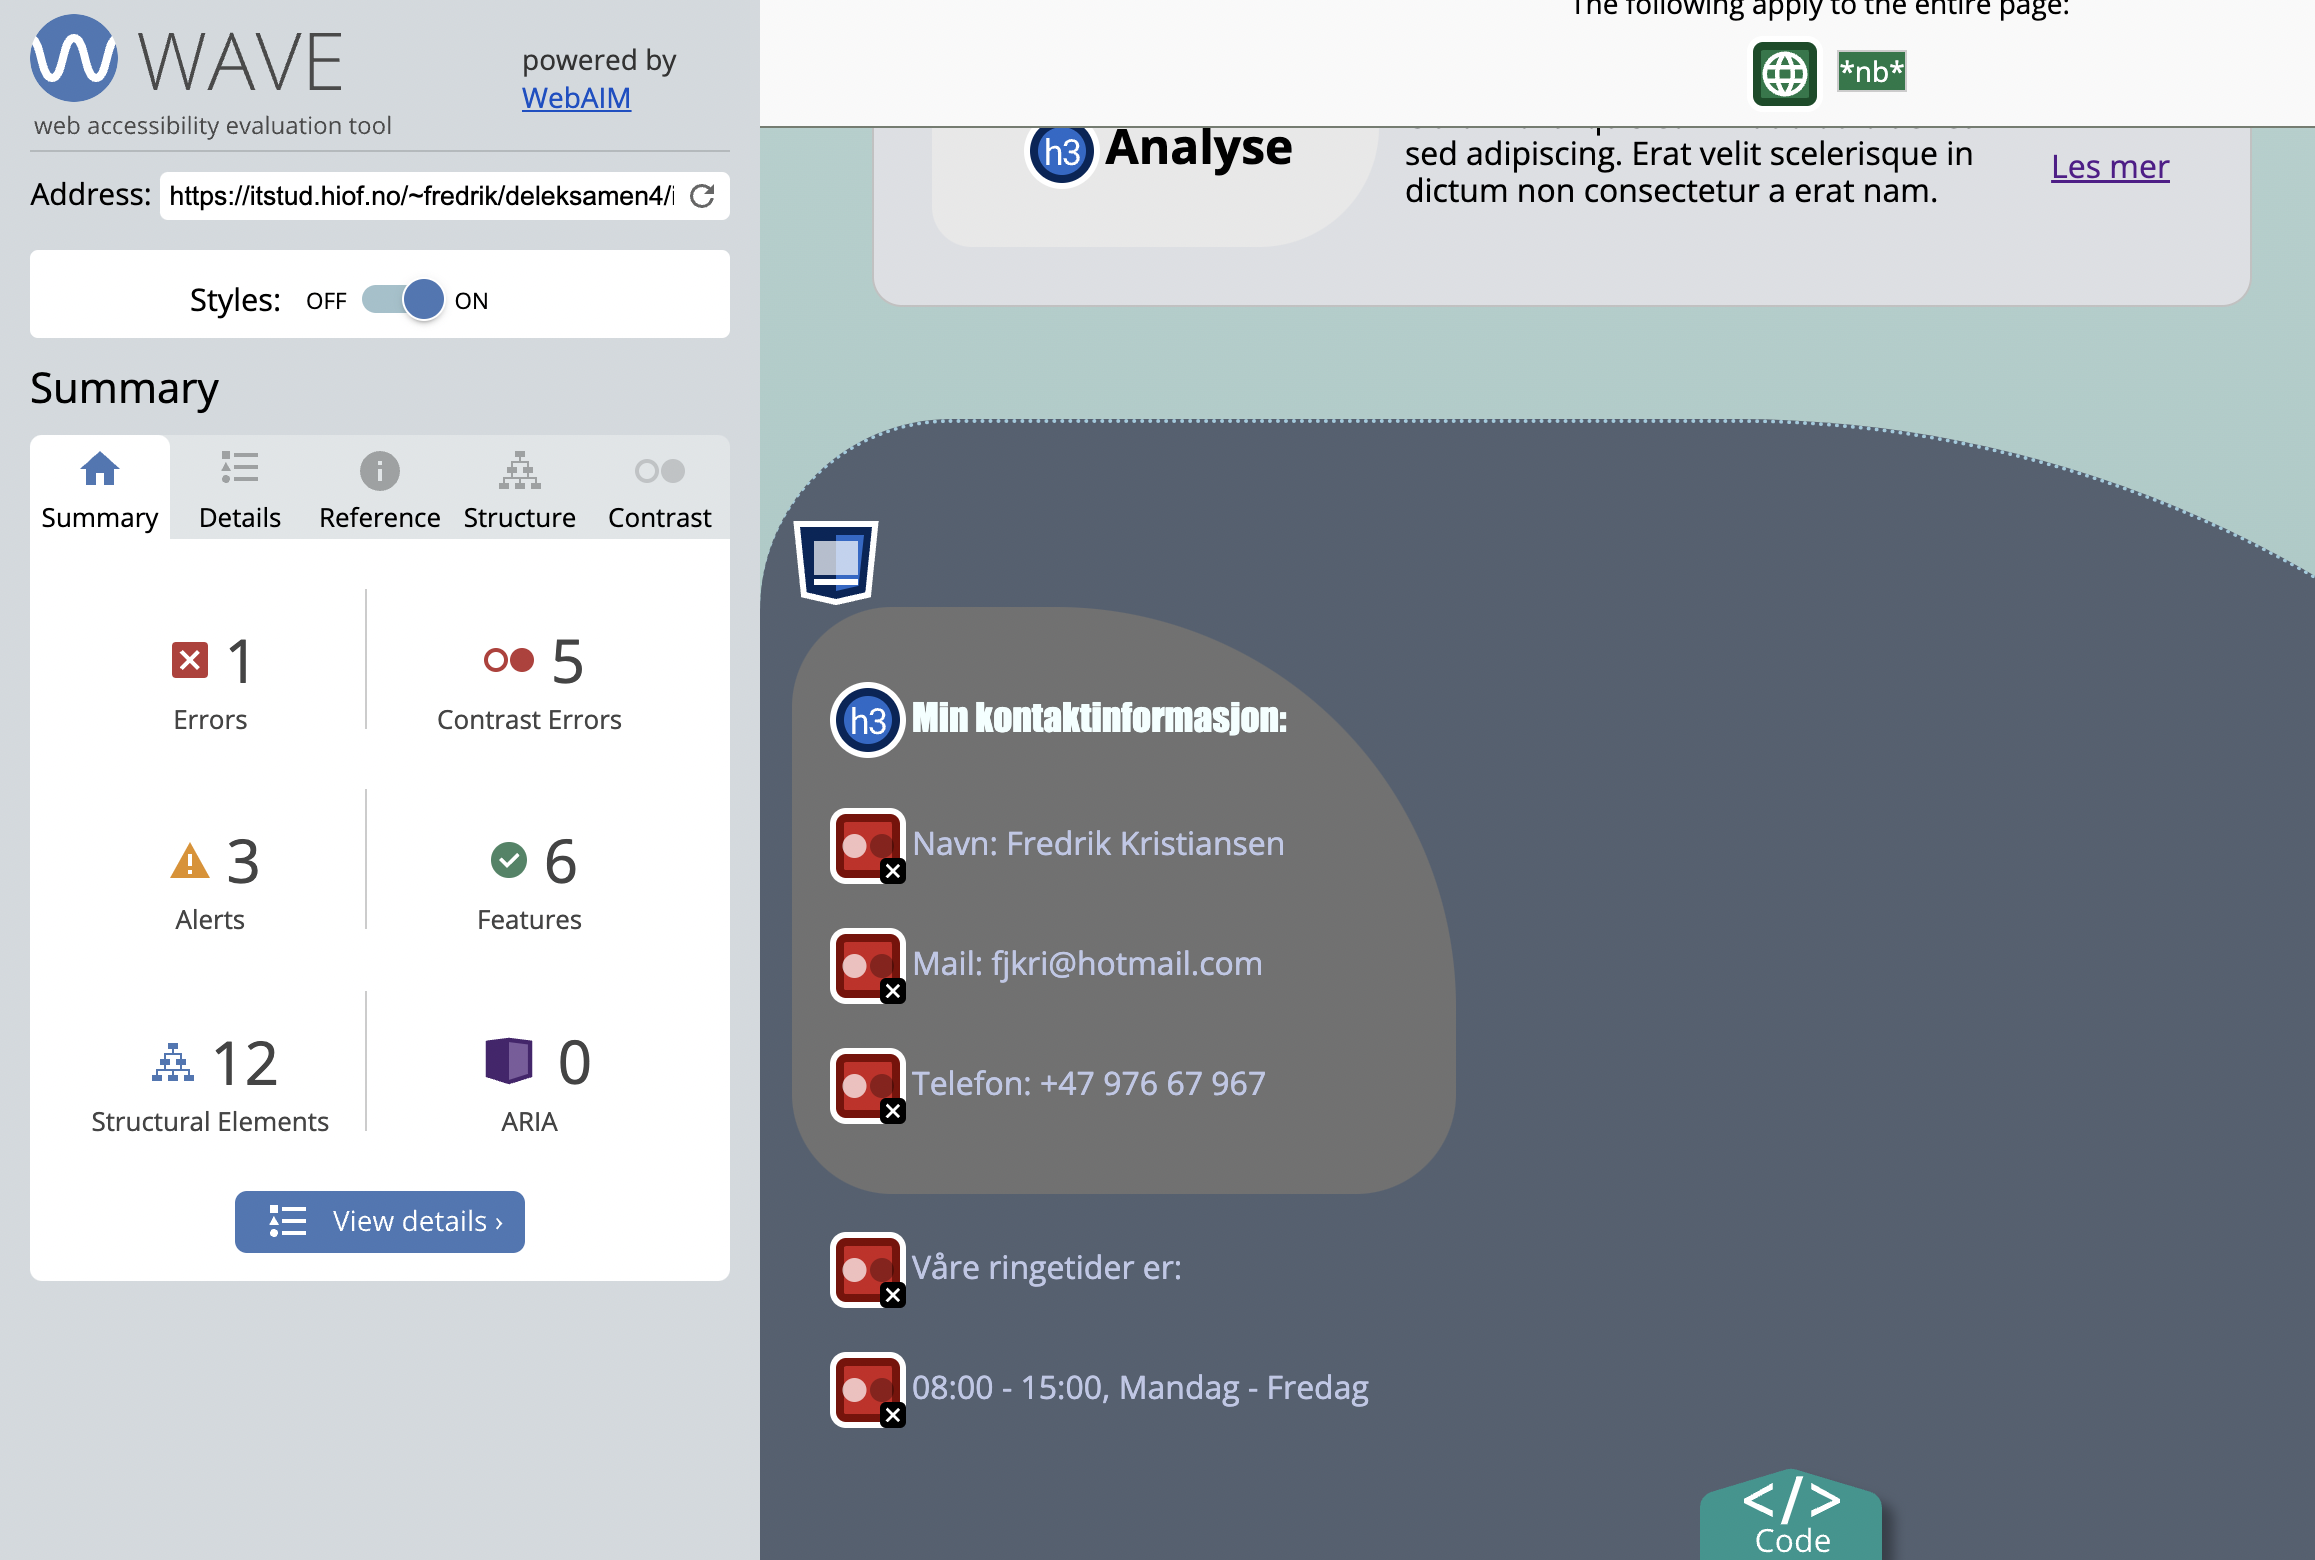 WAVE
powered by
WebAIM
web accessibility evaluation tool
Address: https://itstud.hiof.no/~fredrik/deleksamen4/i
Styles: OFF ON
Summary
Summary Details Reference Structure Contrast
1 Errors
5 Contrast Errors
3 Alerts
6 Features
12 Structural Elements
0 ARIA
View details ›
The following apply to the entire page:
*nb*
h3 Analyse
sed adipiscing. Erat velit scelerisque in
dictum non consectetur a erat nam.
Les mer
h3 Min kontaktinformasjon:
Navn: Fredrik Kristiansen
Mail: fjkri@hotmail.com
Telefon: +47 976 67 967
Våre ringetider er:
08:00 - 15:00, Mandag - Fredag
</>
Code